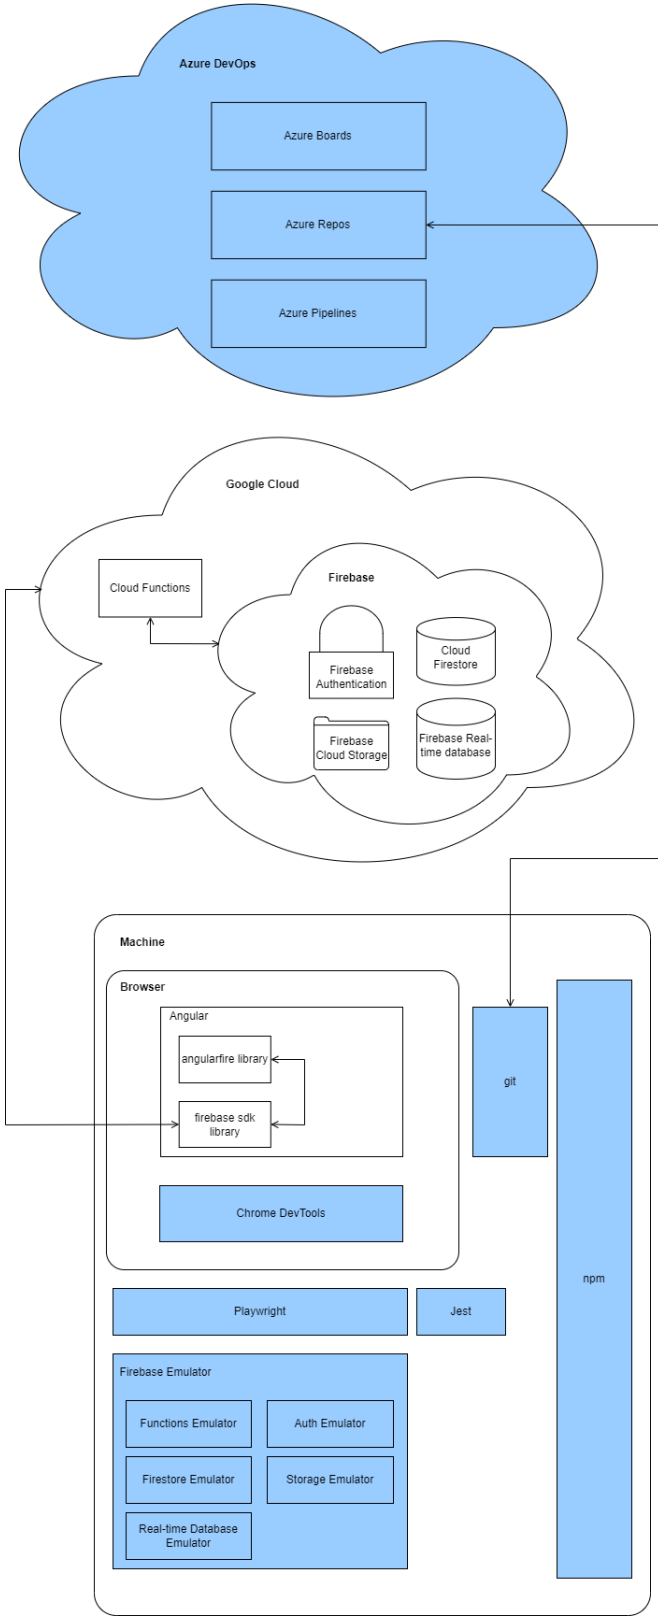 Azure DevOps
Azure Boards
Azure Repos
Azure Pipelines
Google Cloud
Cloud Functions
Firebase
Firebase
Authentication
Cloud
Firestore
Firebase
Cloud Storage
Firebase Real-
time database
Machine
Browser
Angular
angularfire library
firebase sdk
library
Chrome DevTools
git
npm
Playwright
Jest
Firebase Emulator
Functions Emulator
Auth Emulator
Firestore Emulator
Storage Emulator
Real-time Database
Emulator